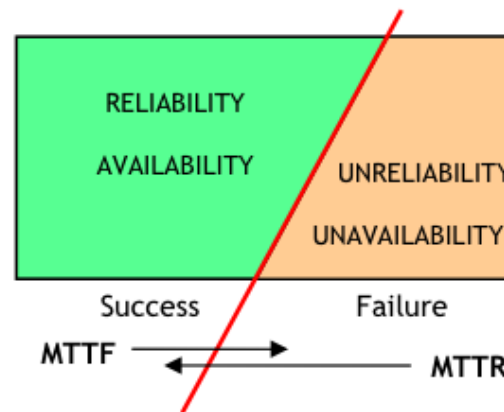 RELIABILITY
AVAILABILITY
UNRELIABILITY
UNAVAILABILITY
Success Failure
MTTF
MTTR